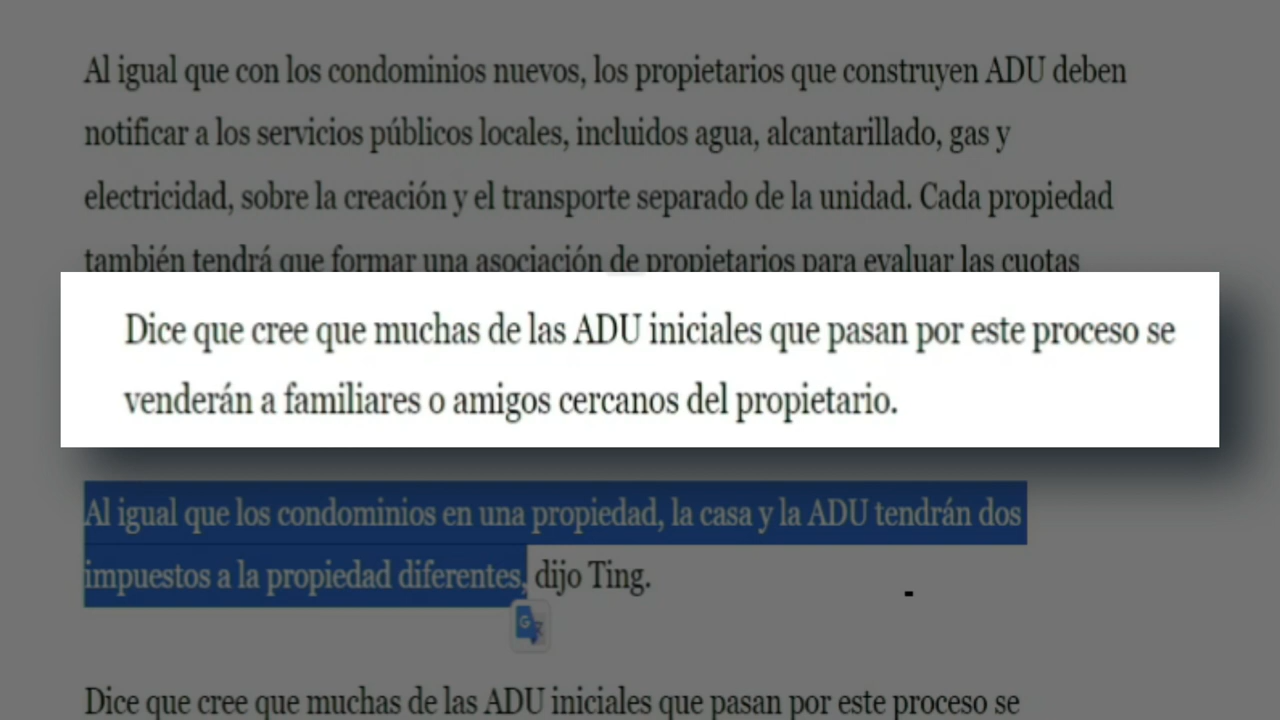 Al igual que con los condominios nuevos, los propietarios que construyen ADU deben
notificar a los servicios públicos locales, incluidos agua, alcantarillado, gas y
electricidad, sobre la creación y el transporte separado de la unidad. Cada propiedad
también tendrá que formar una asociación de propietarios para evaluar las cuotas
Dice que cree que muchas de las ADU iniciales que pasan por este proceso se
venderán a familiares o amigos cercanos del propietario.
Al igual que los condominios en una propiedad, la casa y la ADU tendrán dos
impuestos a la propiedad diferentes, dijo Ting.
Dice que cree que muchas de las ADU iniciales que pasan por este proceso se